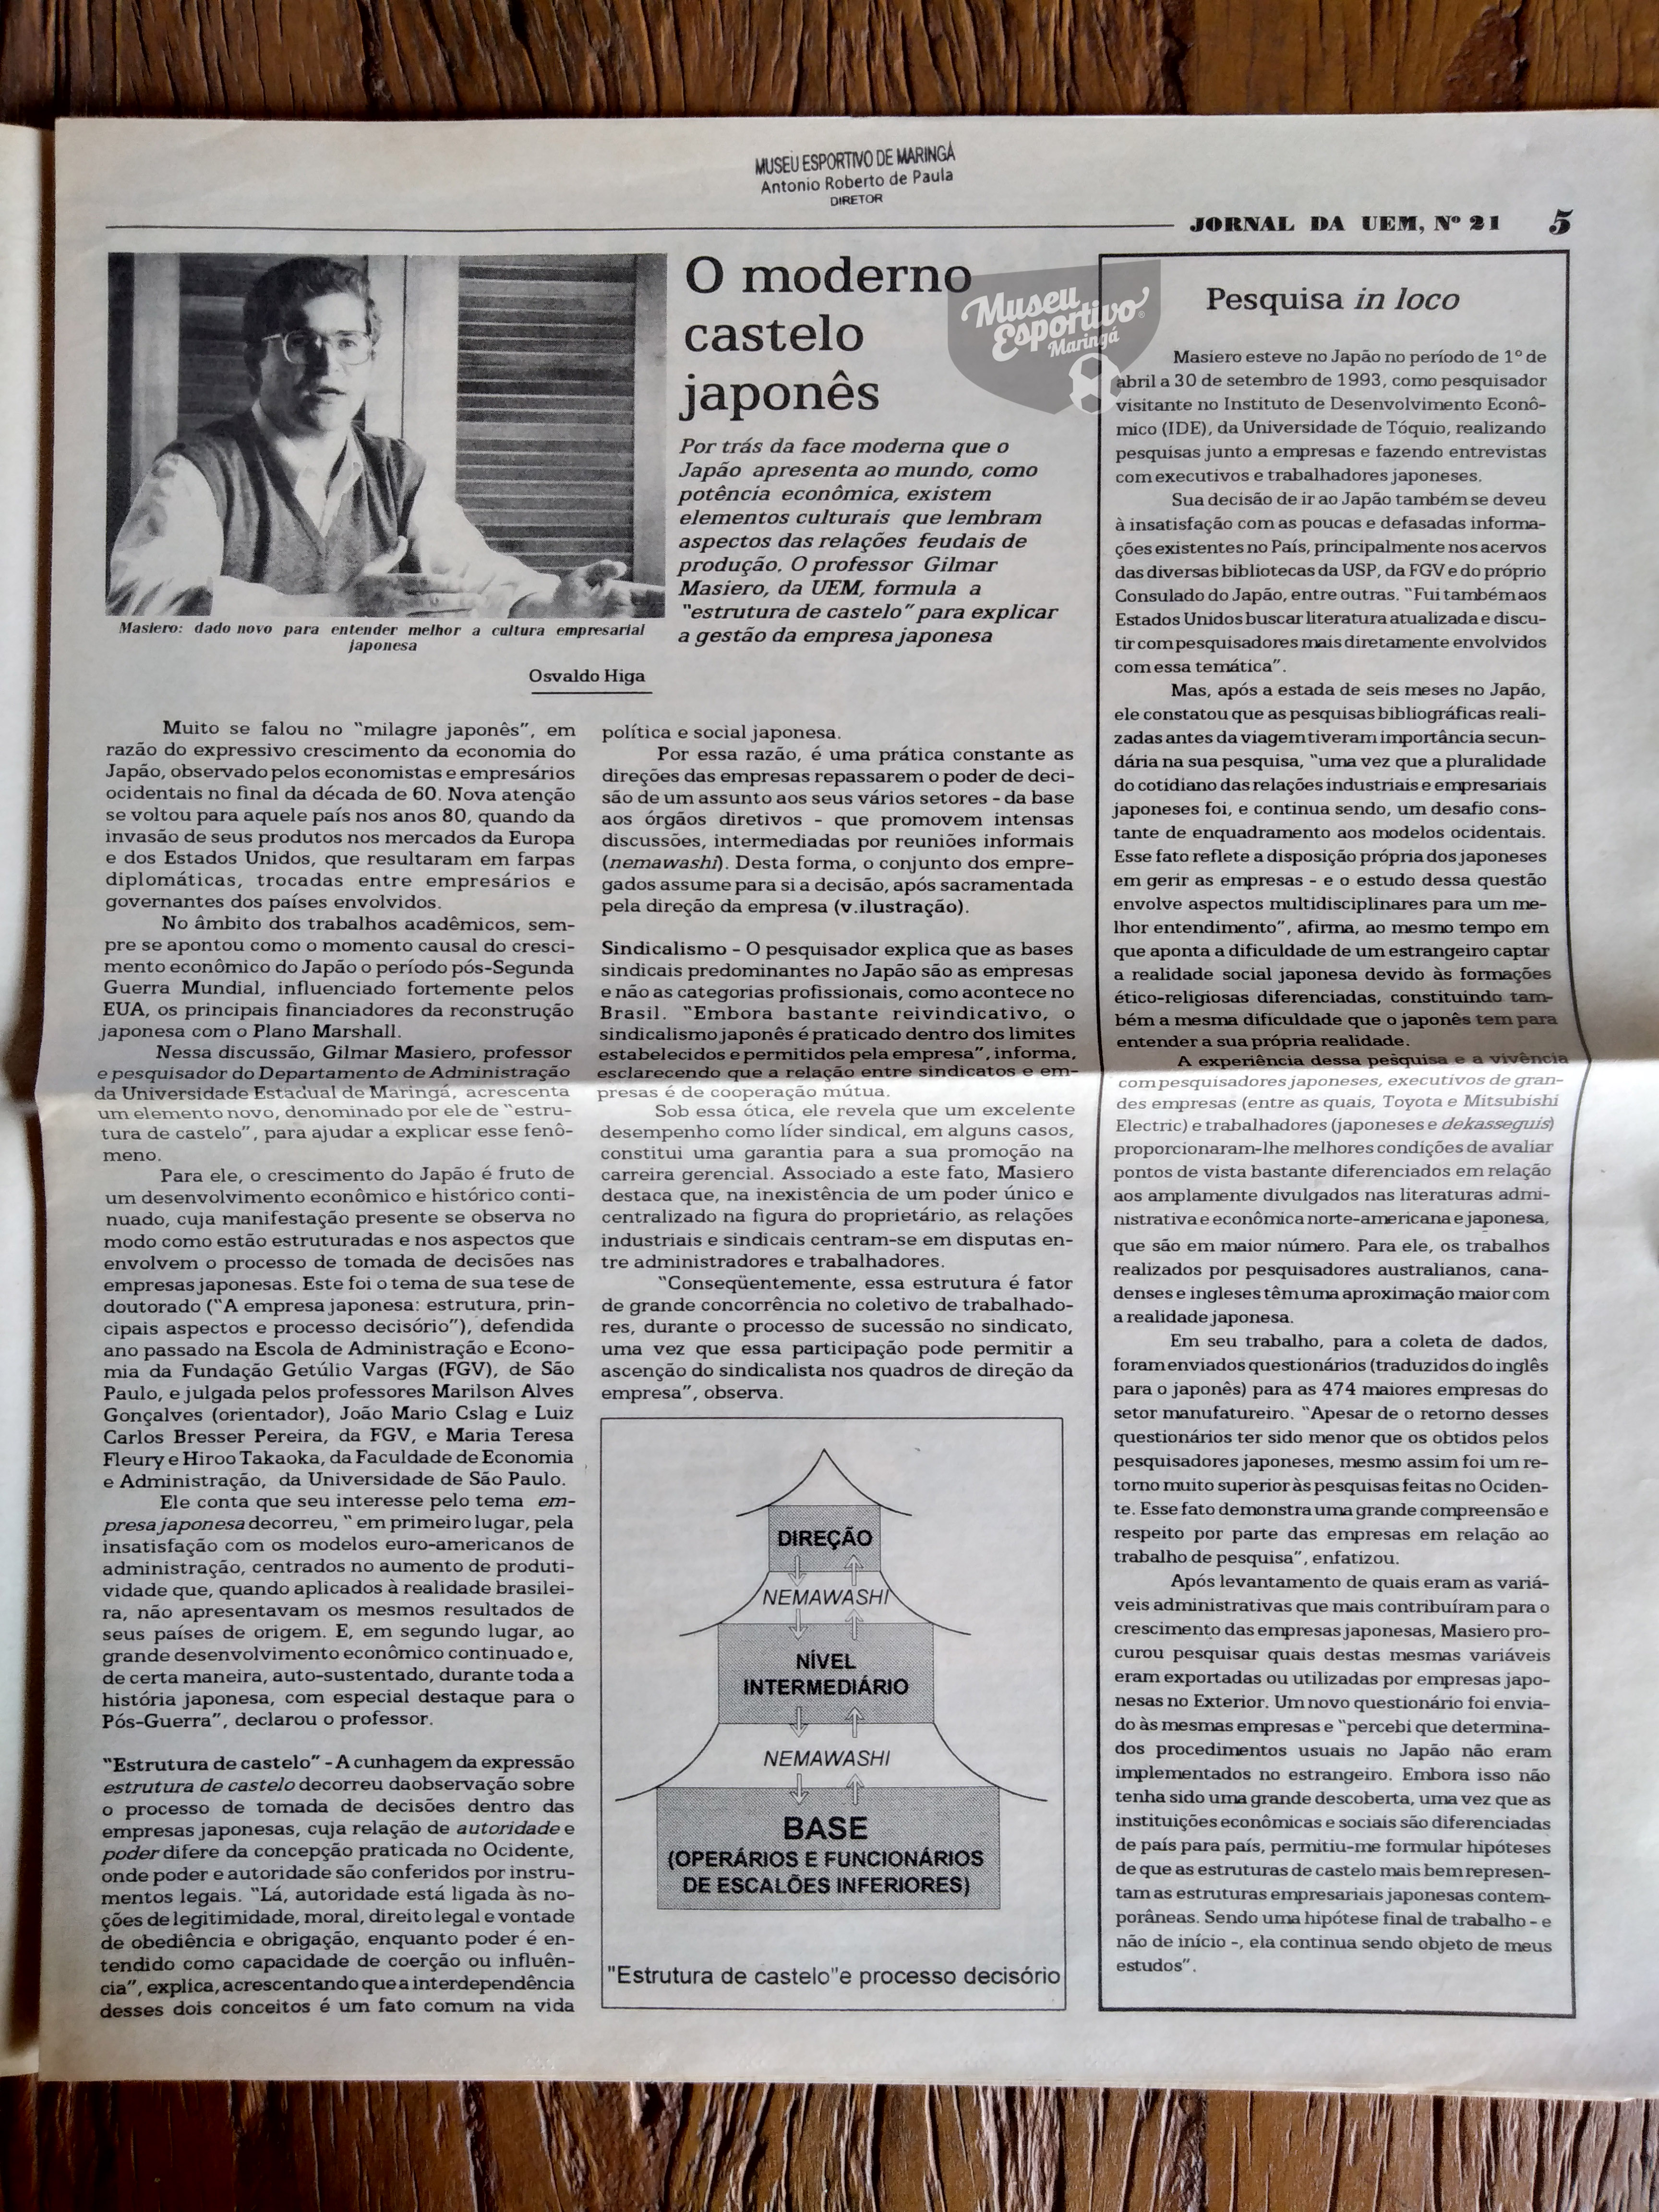 MUSEU ESPORTIVO DE MARINGÁ
Antonio Roberto de Paula
DIRETOR
JORNAL DA UEM, Nº 21 5
Museu
Esportivo
Maringá
Masiero: dado novo para entender melhor a cultura empresarial
japonesa
O moderno
castelo
japonês
Por trás da face moderna que o
Japão apresenta ao mundo, como
potência econômica, existem
elementos culturais que lembram
aspectos das relações feudais de
produção. O professor Gilmar
Masiero, da UEM, formula a
"estrutura de castelo" para explicar
a gestão da empresa japonesa
Osvaldo Higa
Muito se falou no "milagre japonês", em
razão do expressivo crescimento da economia do
Japão, observado pelos economistas e empresários
ocidentais no final da década de 60. Nova atenção
se voltou para aquele país nos anos 80, quando da
invasão de seus produtos nos mercados da Europa
e dos Estados Unidos, que resultaram em farpas
diplomáticas, trocadas entre empresários e
governantes dos países envolvidos.
No âmbito dos trabalhos acadêmicos, sem-
pre se apontou como o momento causal do cresci-
mento econômico do Japão o período pós-Segunda
Guerra Mundial, influenciado fortemente pelos
EUA, os principais financiadores da reconstrução
japonesa com o Plano Marshall.
Nessa discussão, Gilmar Masiero, professor
e pesquisador do Departamento de Administração
da Universidade Estadual de Maringá, acrescenta
um elemento novo, denominado por ele de "estru-
tura de castelo", para ajudar a explicar esse fenô-
meno.
Para ele, o crescimento do Japão é fruto de
um desenvolvimento econômico e histórico conti-
nuado, cuja manifestação presente se observa no
modo como estão estruturadas e nos aspectos que
envolvem o processo de tomada de decisões nas
empresas japonesas. Este foi o tema de sua tese de
doutorado ("A empresa japonesa: estrutura, prin-
cipais aspectos e processo decisório"), defendida
ano passado na Escola de Administração e Econo-
mia da Fundação Getúlio Vargas (FGV), de São
Paulo, e julgada pelos professores Marilson Alves
Gonçalves (orientador), João Mario Cslag e Luiz
Carlos Bresser Pereira, da FGV, e Maria Teresa
Fleury e Hiroo Takaoka, da Faculdade de Economia
e Administração, da Universidade de São Paulo.
Ele conta que seu interesse pelo tema em-
presa japonesa decorreu, " em primeiro lugar, pela
insatisfação com os modelos euro-americanos de
administração, centrados no aumento de produti-
vidade que, quando aplicados à realidade brasilei-
ra, não apresentavam os mesmos resultados de
seus países de origem. E, em segundo lugar, ao
grande desenvolvimento econômico continuado e,
de certa maneira, auto-sustentado, durante toda a
história japonesa, com especial destaque para o
Pós-Guerra", declarou o professor.
"Estrutura de castelo" - A cunhagem da expressão
estrutura de castelo decorreu daobservação sobre
o processo de tomada de decisões dentro das
empresas japonesas, cuja relação de autoridade e
poder difere da concepção praticada no Ocidente,
onde poder e autoridade são conferidos por instru-
mentos legais. "Lá, autoridade está ligada às no-
ções de legitimidade, moral, direito legal e vontade
de obediência e obrigação, enquanto poder é en-
tendido como capacidade de coerção ou influên-
cia", explica, acrescentando que a interdependência
desses dois conceitos é um fato comum na vida
política e social japonesa.
Por essa razão, é uma prática constante as
direções das empresas repassarem o poder de deci-
são de um assunto aos seus vários setores - da base
aos órgãos diretivos - que promovem intensas
discussões, intermediadas por reuniões informais
(nemawashi). Desta forma, o conjunto dos empre-
gados assume para si a decisão, após sacramentada
pela direção da empresa (v.ilustração).
Sindicalismo - O pesquisador explica que as bases
sindicais predominantes no Japão são as empresas
e não as categorias profissionais, como acontece no
Brasil. "Embora bastante reivindicativo, o
sindicalismo japonês é praticado dentro dos limites
estabelecidos e permitidos pela empresa", informa,
esclarecendo que a relação entre sindicatos e em-
presas é de cooperação mútua.
Sob essa ótica, ele revela que um excelente
desempenho como líder sindical, em alguns casos,
constitui uma garantia para a sua promoção na
carreira gerencial. Associado a este fato, Masiero
destaca que, na inexistência de um poder único e
centralizado na figura do proprietário, as relações
industriais e sindicais centram-se em disputas en-
tre administradores e trabalhadores.
"Conseqüentemente, essa estrutura é fator
de grande concorrência no coletivo de trabalhado-
res, durante o processo de sucessão no sindicato,
uma vez que essa participação pode permitir a
ascenção do sindicalista nos quadros de direção da
empresa", observa.
DIREÇÃO
NEMAWASHI
NÍVEL
INTERMEDIÁRIO
NEMAWASHI
BASE
(OPERÁRIOS E FUNCIONÁRIOS
DE ESCALÕES INFERIORES)
"Estrutura de castelo"e processo decisório
Pesquisa in loco
Masiero esteve no Japão no período de 1º de
abril a 30 de setembro de 1993, como pesquisador
visitante no Instituto de Desenvolvimento Econô-
mico (IDE), da Universidade de Tóquio, realizando
pesquisas junto a empresas e fazendo entrevistas
com executivos e trabalhadores japoneses.
Sua decisão de ir ao Japão também se deveu
à insatisfação com as poucas e defasadas informa-
ções existentes no País, principalmente nos acervos
das diversas bibliotecas da USP, da FGV e do próprio
Consulado do Japão, entre outras. "Fui também aos
Estados Unidos buscar literatura atualizada e discu-
tir com pesquisadores mais diretamente envolvidos
com essa temática".
Mas, após a estada de seis meses no Japão,
ele constatou que as pesquisas bibliográficas reali-
zadas antes da viagem tiveram importância secun-
dária na sua pesquisa, "uma vez que a pluralidade
do cotidiano das relações industriais e empresariais
japoneses foi, e continua sendo, um desafio cons-
tante de enquadramento aos modelos ocidentais.
Esse fato reflete a disposição própria dos japoneses
em gerir as empresas - e o estudo dessa questão
envolve aspectos multidisciplinares para um me-
lhor entendimento", afirma, ao mesmo tempo em
que aponta a dificuldade de um estrangeiro captar
a realidade social japonesa devido às formações
ético-religiosas diferenciadas, constituindo tam-
bém a mesma dificuldade que o japonês tem para
entender a sua própria realidade.
A experiência dessa pesquisa e a vivência
com pesquisadores japoneses, executivos de gran-
des empresas (entre as quais, Toyota e Mitsubishi
Electric) e trabalhadores (japoneses e dekasseguis)
proporcionaram-lhe melhores condições de avaliar
pontos de vista bastante diferenciados em relação
aos amplamente divulgados nas literaturas admi-
nistrativa e econômica norte-americana e japonesa,
que são em maior número. Para ele, os trabalhos
realizados por pesquisadores australianos, cana-
denses e ingleses têm uma aproximação maior com
a realidade japonesa.
Em seu trabalho, para a coleta de dados,
foram enviados questionários (traduzidos do inglês
para o japonês) para as 474 maiores empresas do
setor manufatureiro. "Apesar de o retorno desses
questionários ter sido menor que os obtidos pelos
pesquisadores japoneses, mesmo assim foi um re-
torno muito superior às pesquisas feitas no Ociden-
te. Esse fato demonstra uma grande compreensão e
respeito por parte das empresas em relação ao
trabalho de pesquisa", enfatizou.
Após levantamento de quais eram as variá-
veis administrativas que mais contribuíram para o
crescimento das empresas japonesas, Masiero pro-
curou pesquisar quais destas mesmas variáveis
eram exportadas ou utilizadas por empresas japo-
nesas no Exterior. Um novo questionário foi envia-
do às mesmas empresas e "percebi que determina-
dos procedimentos usuais no Japão não eram
implementados no estrangeiro. Embora isso não
tenha sido uma grande descoberta, uma vez que as
instituições econômicas e sociais são diferenciadas
de país para país, permitiu-me formular hipóteses
de que as estruturas de castelo mais bem represen-
tam as estruturas empresariais japonesas contem-
porâneas. Sendo uma hipótese final de trabalho - e
não de início -, ela continua sendo objeto de meus
estudos".